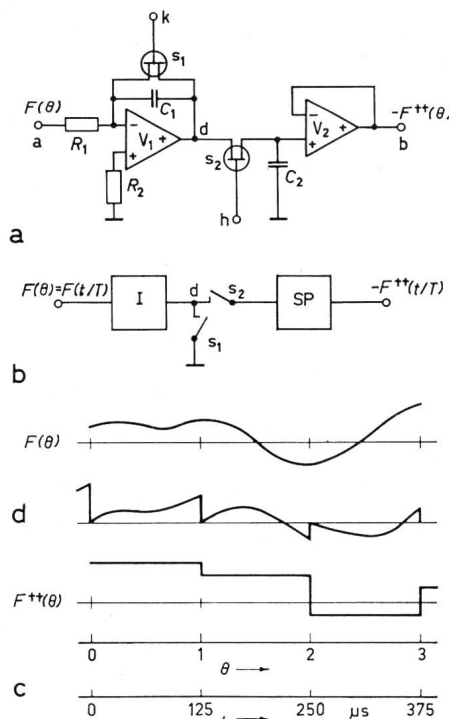 k
s₁
F(θ)
a
R₁
C₁
−
V₁ +
+
d
R₂
s₂
h
C₂
−
V₂ +
+
b
−F⁺⁺(θ)
a
F(θ)=F(t/T)
I
d
s₂
s₁
SP
−F⁺⁺(t/T)
b
F(θ)
d
F⁺⁺(θ)
0 1 2 3
θ →
c
0 125 250 µs 375